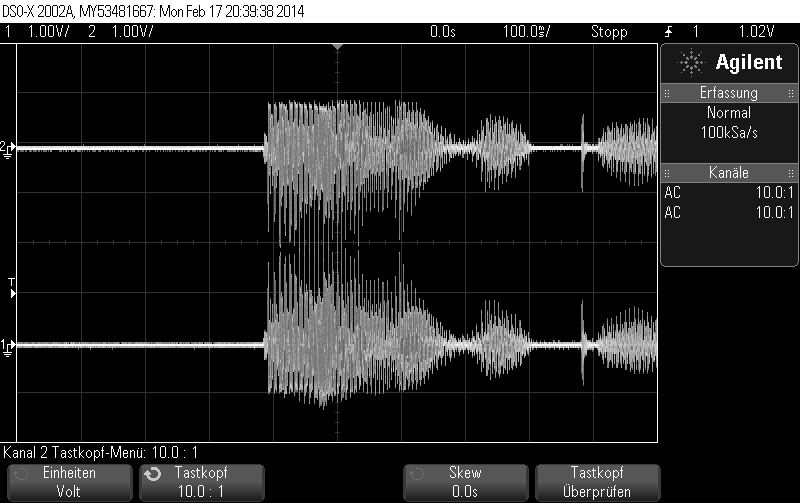 DSO-X 2002A, MY53481667: Mon Feb 17 20:39:38 2014
1 1.00V/ 2 1.00V/ 0.0s 100.0ms/ Stopp 1 1.02V
Agilent
Erfassung
Normal
100kSa/s
Kanäle
AC 10.0:1
AC 10.0:1
2
T
1
Kanal 2 Tastkopf-Menü: 10.0 : 1
Einheiten
Volt
Tastkopf
10.0 : 1
Skew
0.0s
Tastkopf
Überprüfen